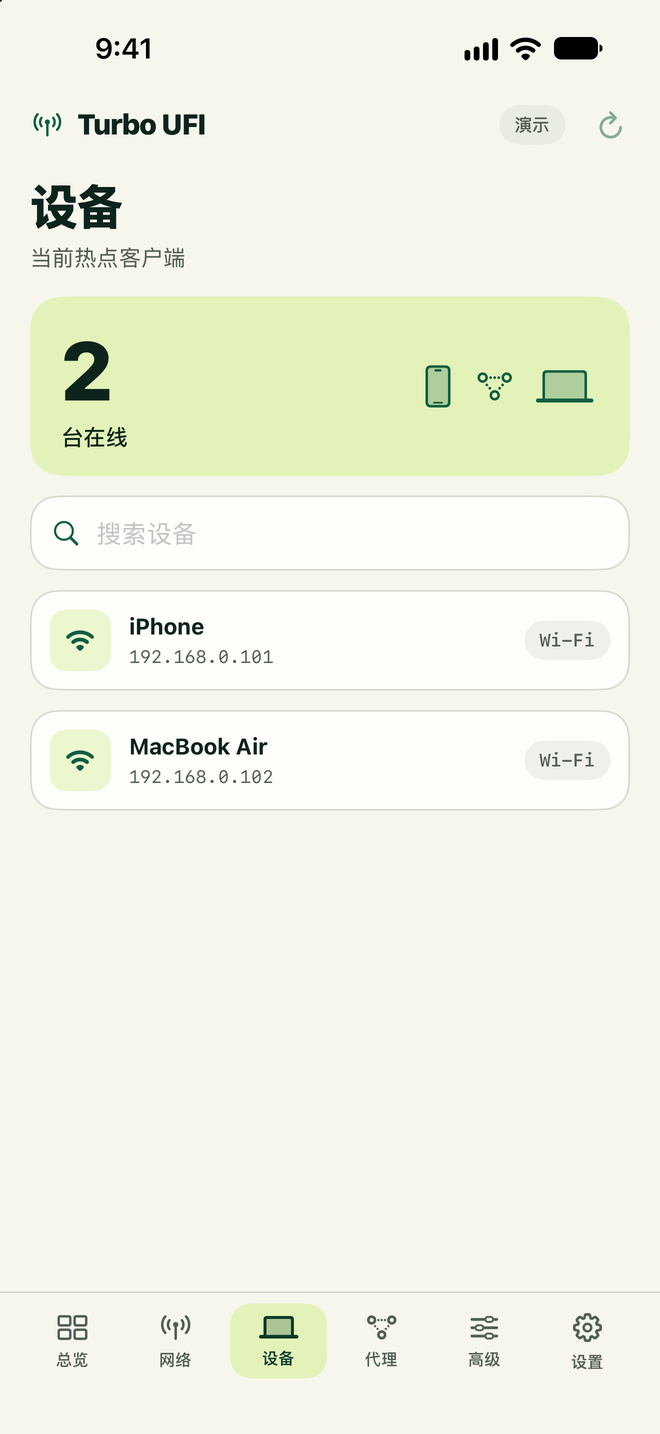 9:41
Turbo UFI
演示
设备
当前热点客户端
2
台在线
搜索设备
iPhone
192.168.0.101
Wi-Fi
MacBook Air
192.168.0.102
Wi-Fi
总览
网络
设备
代理
高级
设置